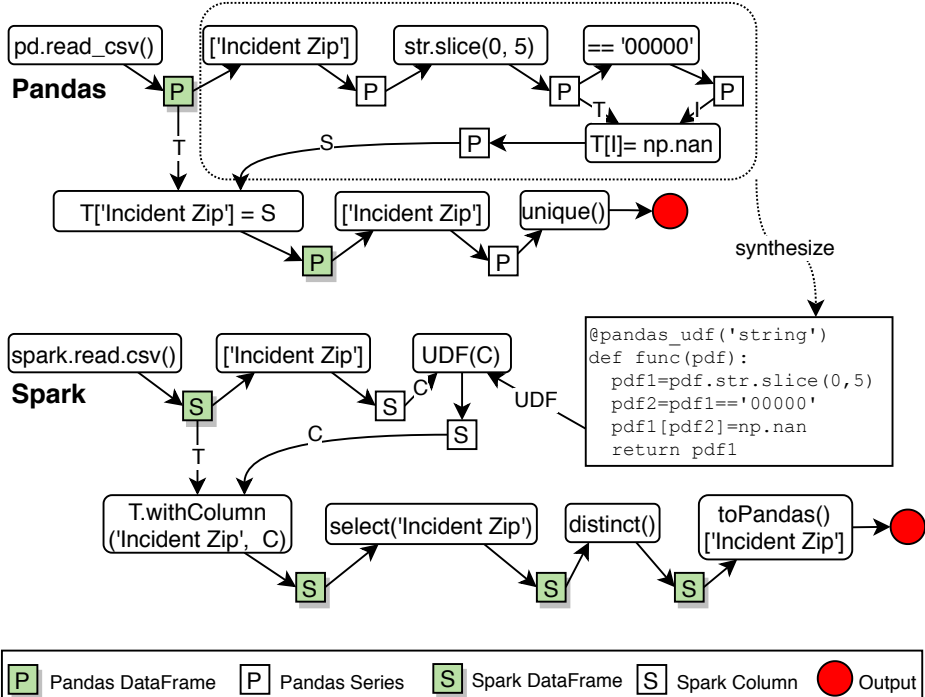 pd.read_csv()
['Incident Zip']
str.slice(0, 5)
== '00000'
Pandas
P
P
P
P
T
I
T
S
P
T[I]= np.nan
T['Incident Zip'] = S
['Incident Zip']
unique()
P
P
synthesize
spark.read.csv()
['Incident Zip']
UDF(C)
Spark
S
S
C
UDF
@pandas_udf('string')
def func(pdf):
pdf1=pdf.str.slice(0,5)
pdf2=pdf1=='00000'
pdf1[pdf2]=np.nan
return pdf1
T
C
S
T.withColumn
('Incident Zip', C)
select('Incident Zip')
distinct()
toPandas()
['Incident Zip']
S
S
S
P Pandas DataFrame P Pandas Series S Spark DataFrame S Spark Column Output